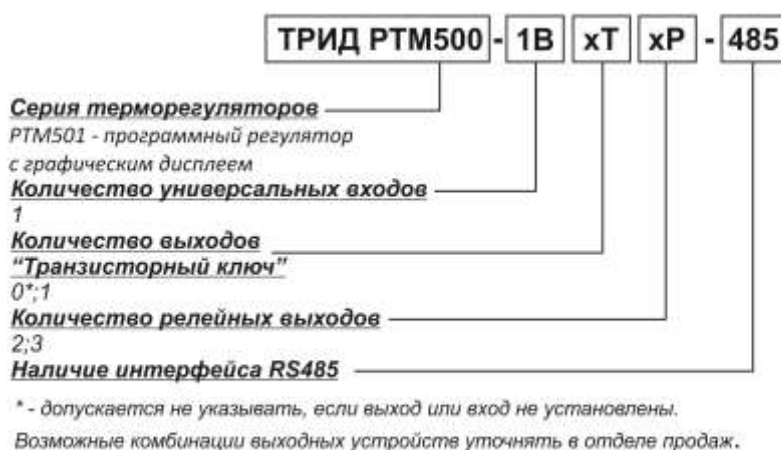 ТРИД РТМ500 - 1В хТ хР - 485
Серия терморегуляторов
РТМ501 - программный регулятор
с графическим дисплеем
Количество универсальных входов
1
Количество выходов
“Транзисторный ключ”
0*;1
Количество релейных выходов
2;3
Наличие интерфейса RS485
* - допускается не указывать, если выход или вход не установлены.
Возможные комбинации выходных устройств уточнять в отделе продаж.